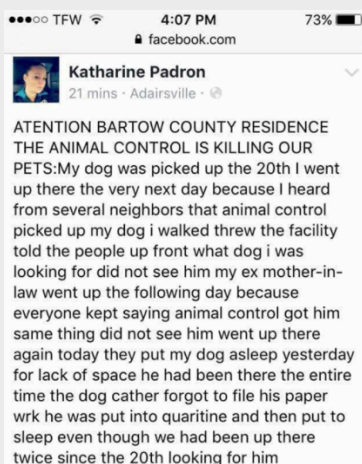 TFW 4:07 PM 73%
facebook.com
Katharine Padron
21 mins · Adairsville ·
ATENTION BARTOW COUNTY RESIDENCE
THE ANIMAL CONTROL IS KILLING OUR
PETS:My dog was picked up the 20th I went
up there the very next day because I heard
from several neighbors that animal control
picked up my dog i walked threw the facility
told the people up front what dog i was
looking for did not see him my ex mother-in-
law went up the following day because
everyone kept saying animal control got him
same thing did not see him went up there
again today they put my dog asleep yesterday
for lack of space he had been there the entire
time the dog cather forgot to file his paper
wrk he was put into quaritine and then put to
sleep even though we had been up there
twice since the 20th looking for him